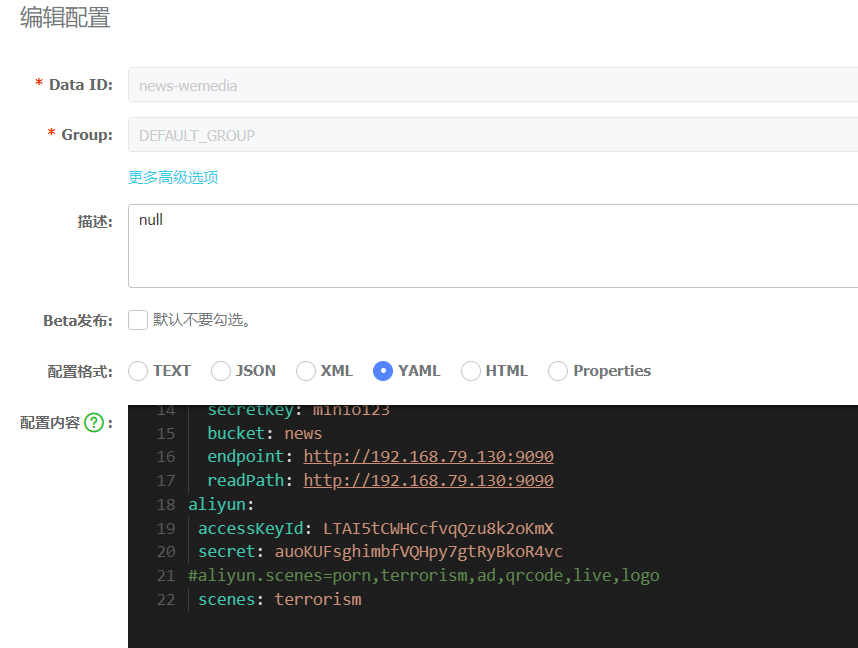 编辑配置
* Data ID: news-wemedia
* Group: DEFAULT_GROUP
更多高级选项
描述: null
Beta发布: 默认不要勾选。
配置格式: TEXT JSON XML YAML HTML Properties
配置内容 ? :
14 secretKey: minio123
15 bucket: news
16 endpoint: http://192.168.79.130:9090
17 readPath: http://192.168.79.130:9090
18 aliyun:
19 accessKeyId: LTAI5tCWHCcfvqQzu8k2oKmX
20 secret: auoKUFsghimbfVQHpy7gtRyBkoR4vc
21 #aliyun.scenes=porn,terrorism,ad,qrcode,live,logo
22 scenes: terrorism